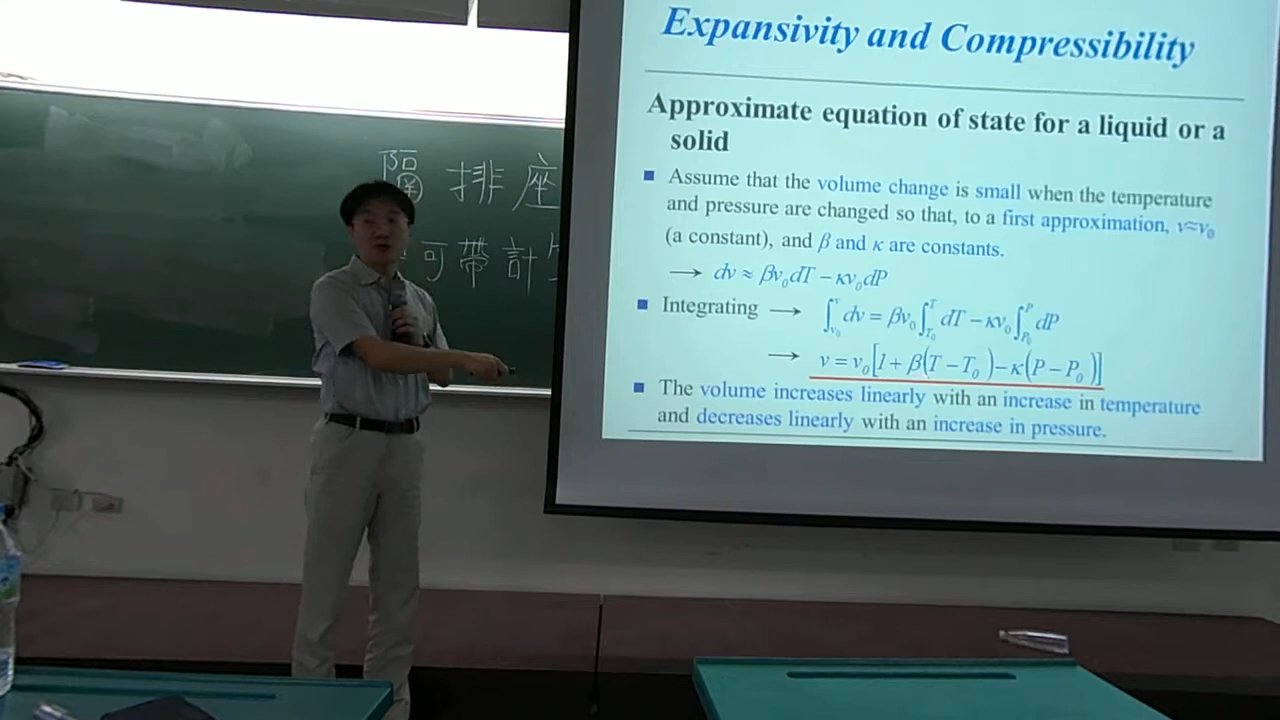 Expansivity and Compressibility
Approximate equation of state for a liquid or a
solid
Assume that the volume change is small when the temperature
and pressure are changed so that, to a first approximation, v≈v₀
(a constant), and β and κ are constants.
→ dv ≈ βv₀dT − κv₀dP
Integrating → ∫_{v₀}^{v} dv = βv₀∫_{T₀}^{T} dT − κv₀∫_{P₀}^{P} dP
→ v = v₀[1 + β(T − T₀) − κ(P − P₀)]
The volume increases linearly with an increase in temperature
and decreases linearly with an increase in pressure.
隔排座
可帶計